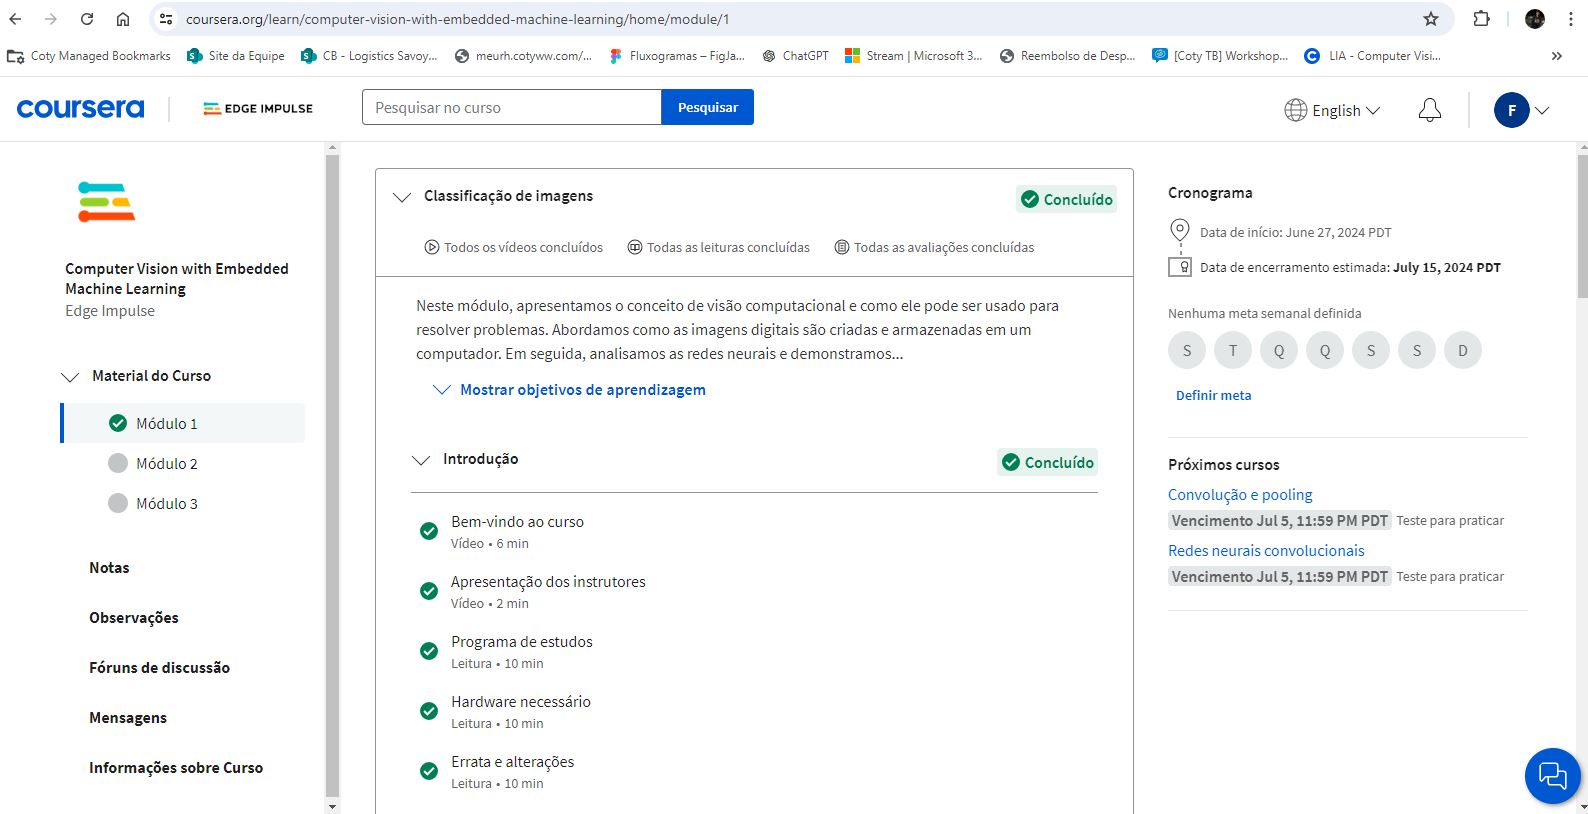 coursera.org/learn/computer-vision-with-embedded-machine-learning/home/module/1
Coty Managed Bookmarks
Site da Equipe
CB - Logistics Savoy...
meurh.cotyww.com/...
Fluxogramas – FigJa...
ChatGPT
Stream | Microsoft 3...
Reembolso de Desp...
[Coty TB] Workshop...
LIA - Computer Visi...
coursera
EDGE IMPULSE
Pesquisar no curso
Pesquisar
English
F
Computer Vision with Embedded
Machine Learning
Edge Impulse
Material do Curso
Módulo 1
Módulo 2
Módulo 3
Notas
Observações
Fóruns de discussão
Mensagens
Informações sobre Curso
Classificação de imagens
Concluído
Todos os vídeos concluídos
Todas as leituras concluídas
Todas as avaliações concluídas
Neste módulo, apresentamos o conceito de visão computacional e como ele pode ser usado para
resolver problemas. Abordamos como as imagens digitais são criadas e armazenadas em um
computador. Em seguida, analisamos as redes neurais e demonstramos...
Mostrar objetivos de aprendizagem
Introdução
Concluído
Bem-vindo ao curso
Vídeo • 6 min
Apresentação dos instrutores
Vídeo • 2 min
Programa de estudos
Leitura • 10 min
Hardware necessário
Leitura • 10 min
Errata e alterações
Leitura • 10 min
Cronograma
Data de início: June 27, 2024 PDT
Data de encerramento estimada: July 15, 2024 PDT
Nenhuma meta semanal definida
S T Q Q S S D
Definir meta
Próximos cursos
Convolução e pooling
Vencimento Jul 5, 11:59 PM PDT Teste para praticar
Redes neurais convolucionais
Vencimento Jul 5, 11:59 PM PDT Teste para praticar